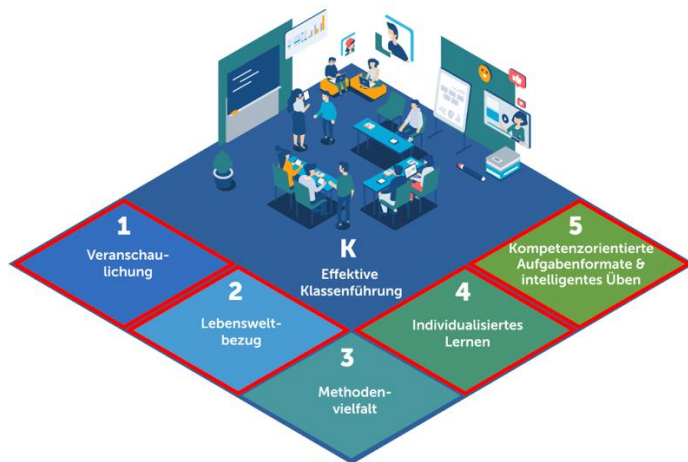 1
Veranschau-
lichung
2
Lebenswelt-
bezug
K
Effektive
Klassenführung
3
Methoden-
vielfalt
4
Individualisiertes
Lernen
5
Kompetenzorientierte
Aufgabenformate &
intelligentes Üben